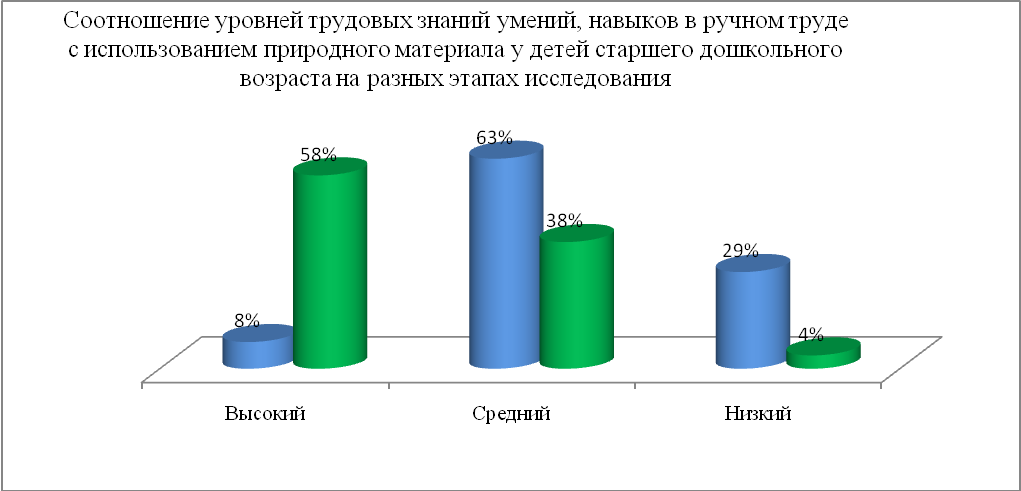 Соотношение уровней трудовых знаний умений, навыков в ручном труде
с использованием природного материала у детей старшего дошкольного
возраста на разных этапах исследования
63%
58%
38%
29%
8%
4%
Высокий Средний Низкий